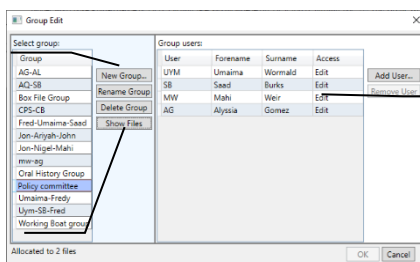 Group Edit
Select group:
Group
AG-AL
AQ-SB
Box File Group
CPS-CB
Fred-Umaima-Saad
Jon-Ariyah-John
Jon-Nigel-Mahi
mw-ag
Oral History Group
Policy committee
Umaima-Fredy
Uym-SB-Fred
Working Boat group
New Group...
Rename Group
Delete Group
Show Files
Group users:
User Forename Surname Access
UYM Umaima Wormald Edit
SB Saad Burks Edit
MW Mahi Weir Edit
AG Alyssia Gomez Edit
Add User...
Remove User
Allocated to 2 files
OK Cancel